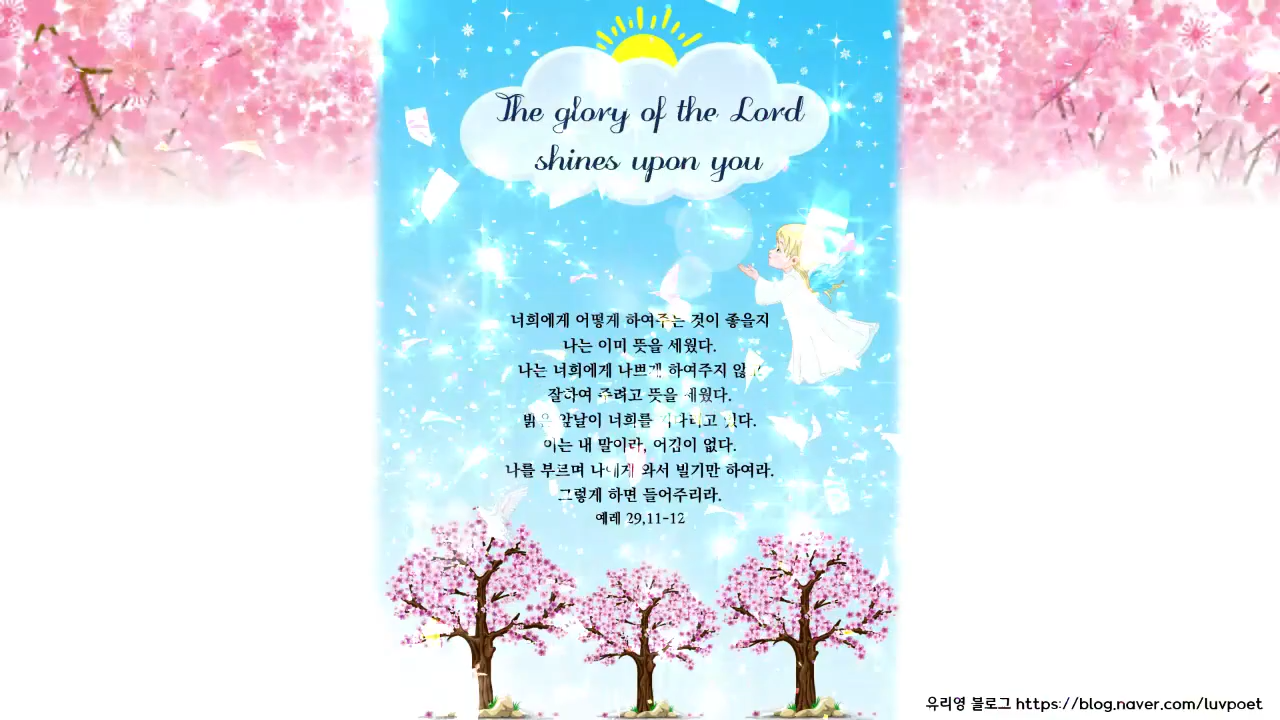 The glory of the Lord
shines upon you
너희에게 어떻게 하여주는 것이 좋을지
나는 이미 뜻을 세웠다.
나는 너희에게 나쁘게 하여주지
잘하여 주려고 뜻을 세웠다.
밝은 앞날이 너희를 기다리고 있다.
이는 내 말이라, 어김이 없다.
나를 부르며 나에게 와서 빌기만 하여라.
그렇게 하면 들어주리라.
예레 29,11-12
우리영 블로그 https://blog.naver.com/luvpoet